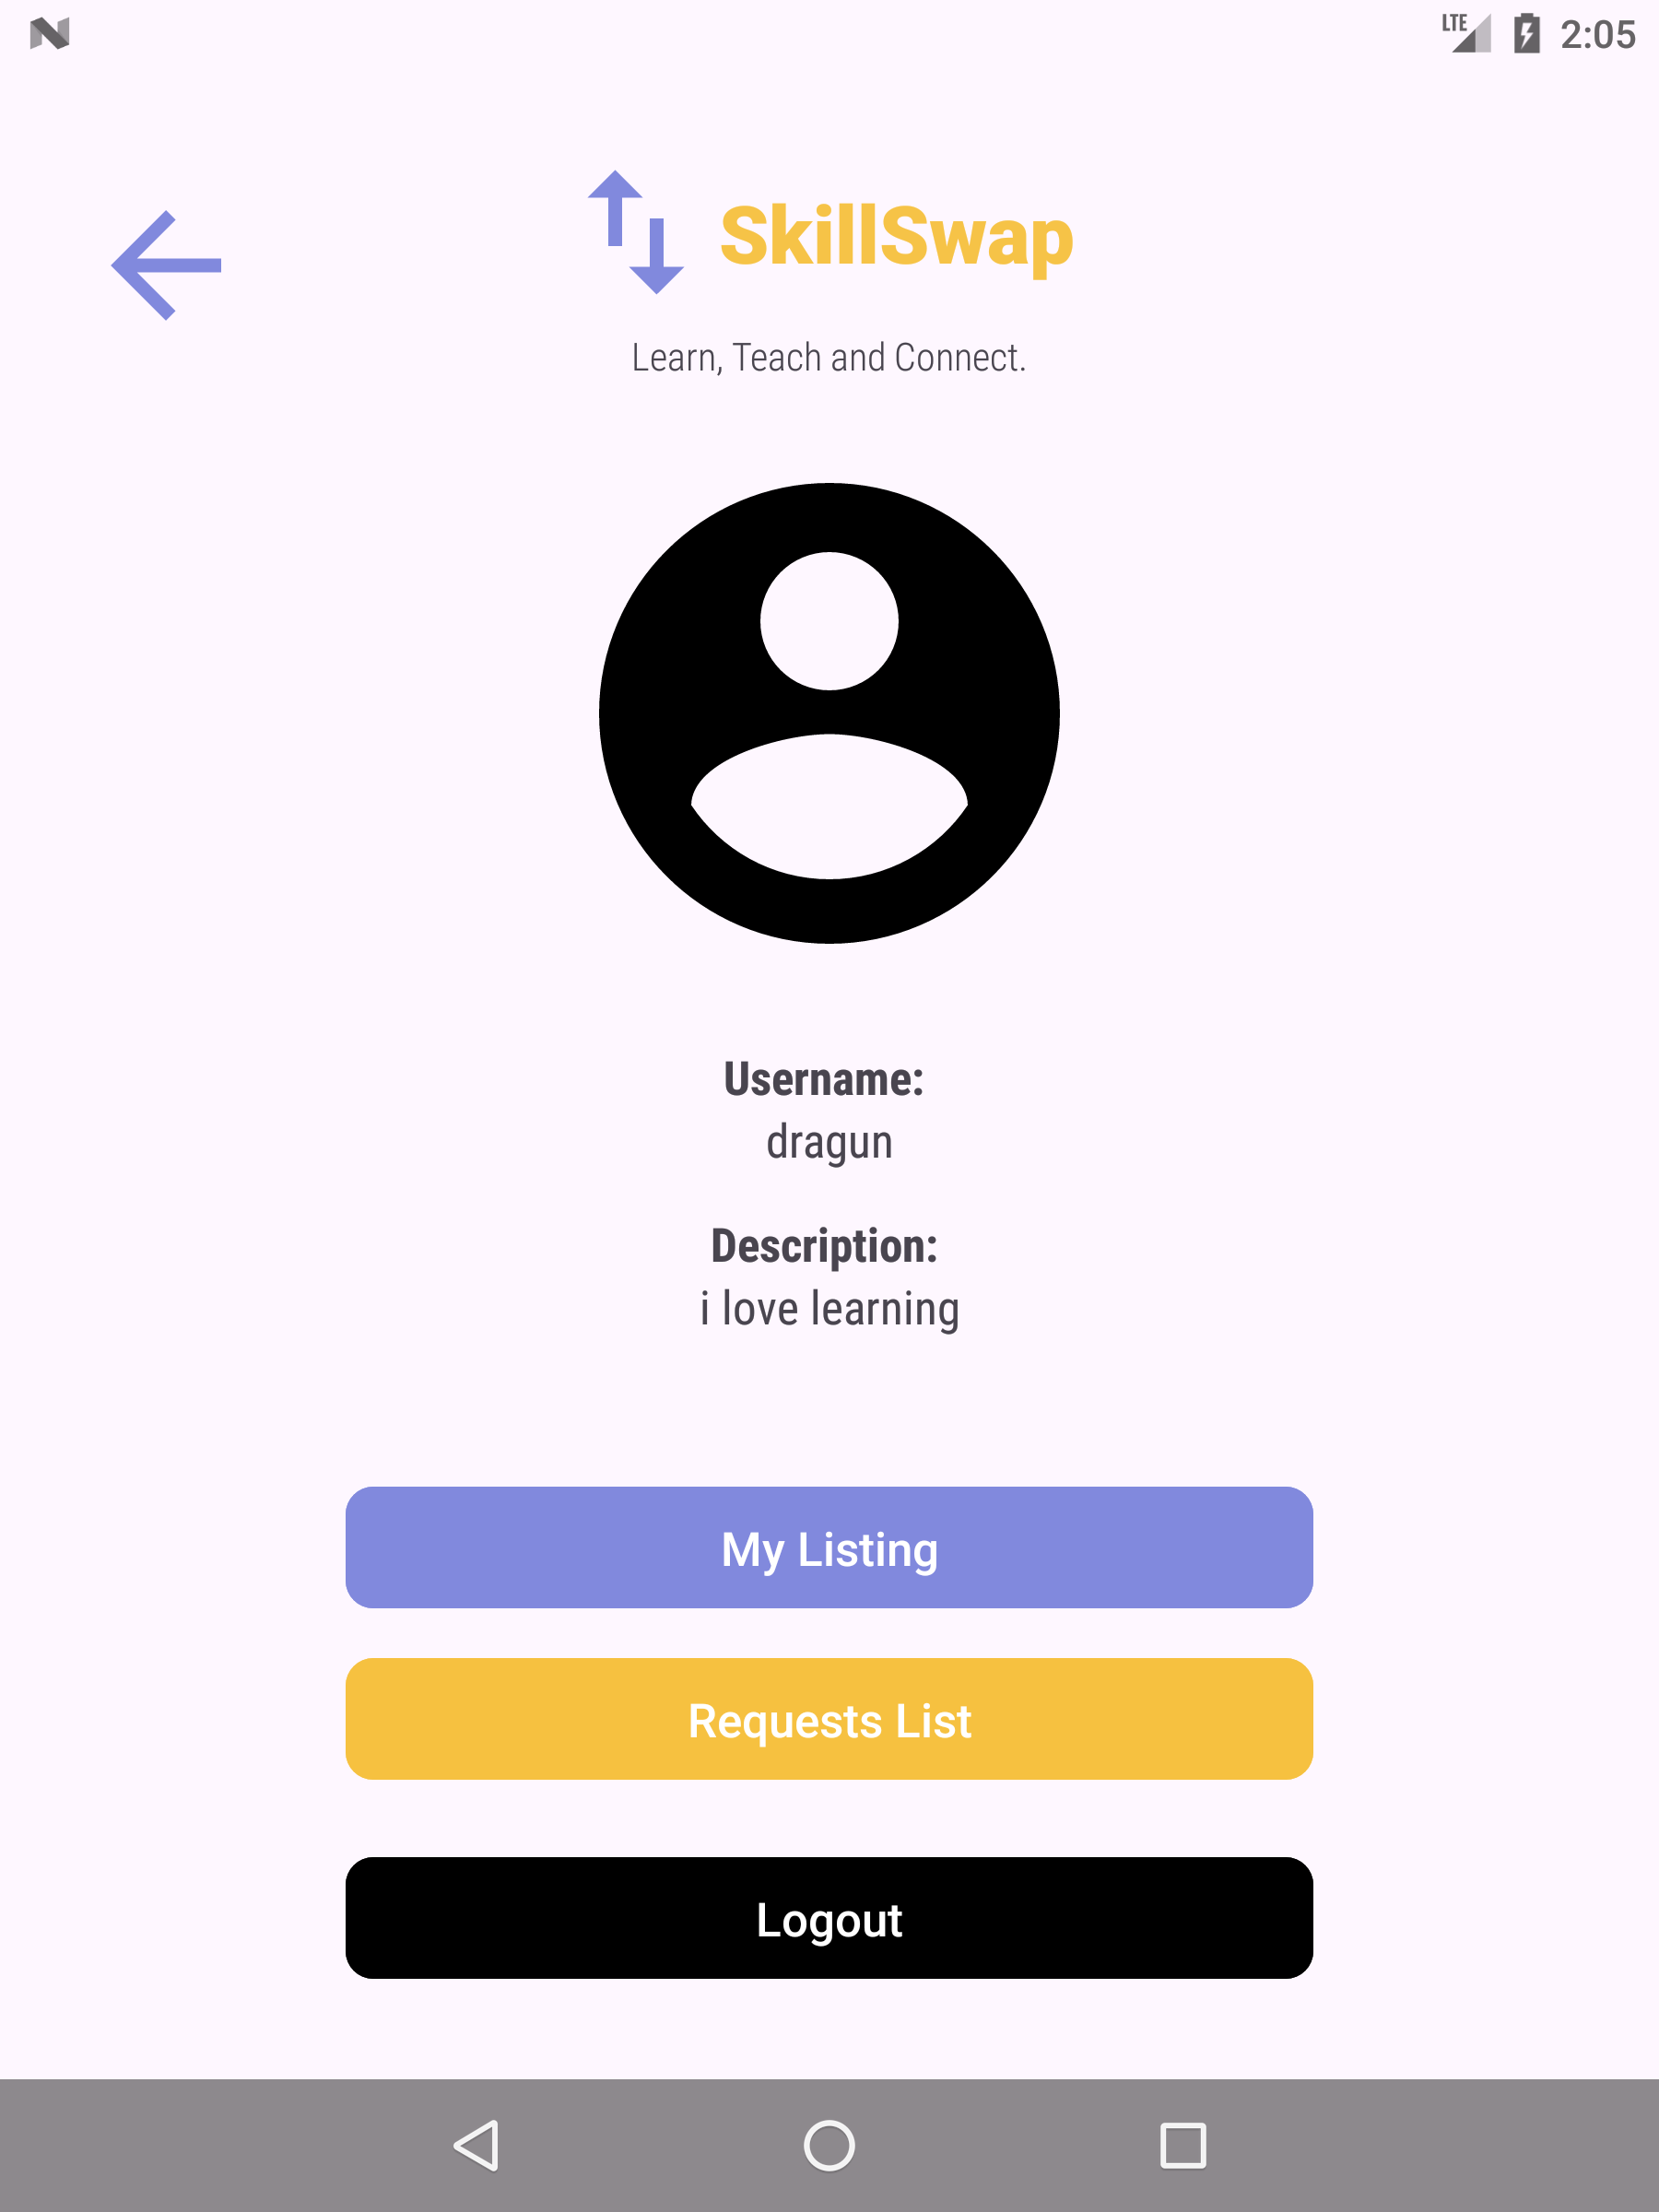 LTE 2:05
SkillSwap
Learn, Teach and Connect.
Username:
dragun
Description:
i love learning
My Listing
Requests List
Logout